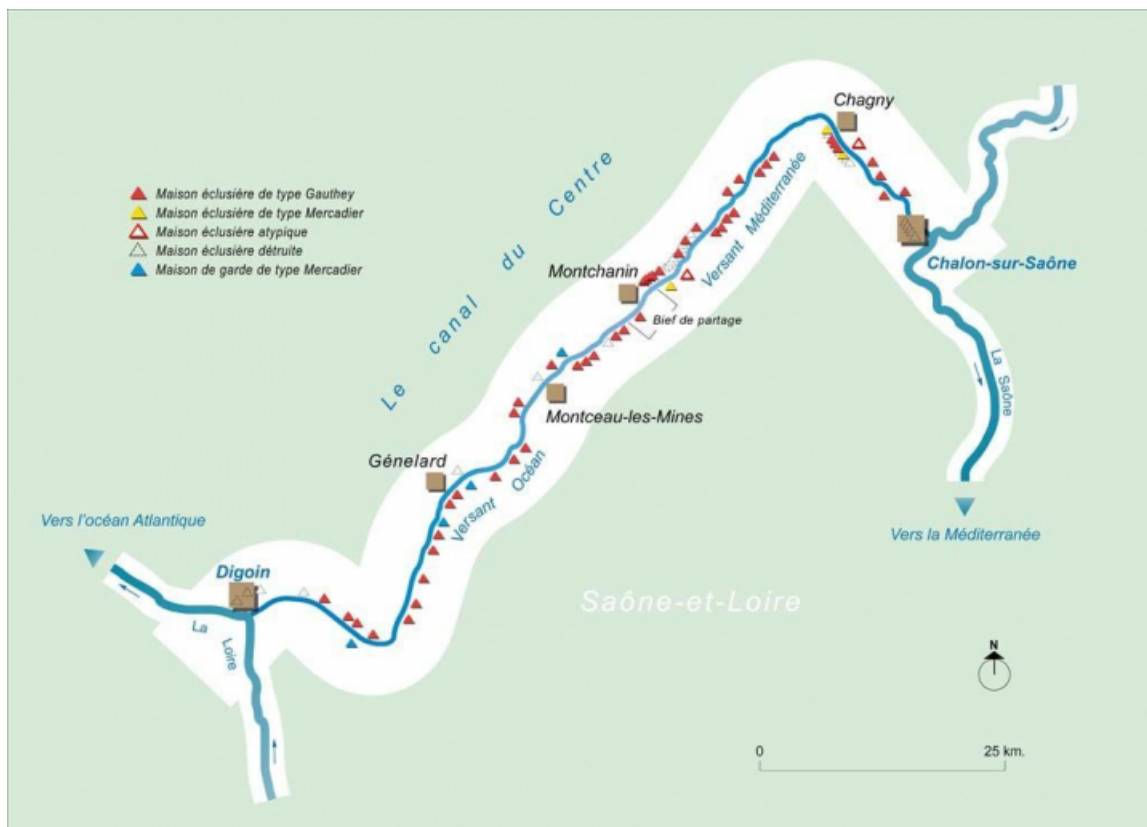 Chagny
Le canal du Centre
Maison éclusière de type Gauthey
Maison éclusière de type Mercadier
Maison éclusière atypique
Maison éclusière détruite
Maison de garde de type Mercadier
Versant Méditerranée
Chalon-sur-Saône
Montchanin
Bief de partage
La Saône
Montceau-les-Mines
Génelard
Versant Océan
Vers l'océan Atlantique
Vers la Méditerranée
Digoin
Saône-et-Loire
La Loire
N
0 25 km.